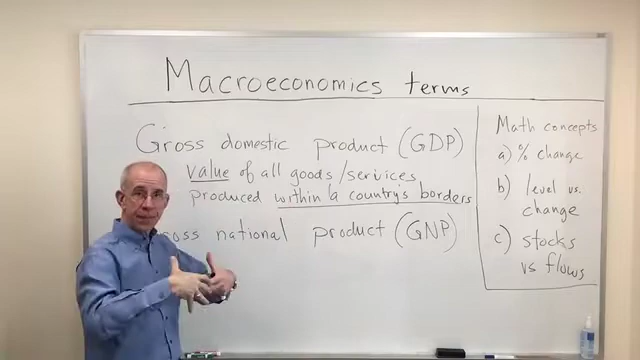 Macroeconomics terms
Gross domestic product (GDP)
value of all goods/services
produced within a country's borders
national product (GNP)
Math concepts
a) % change
b) level vs.
change
c) stocks
vs flows